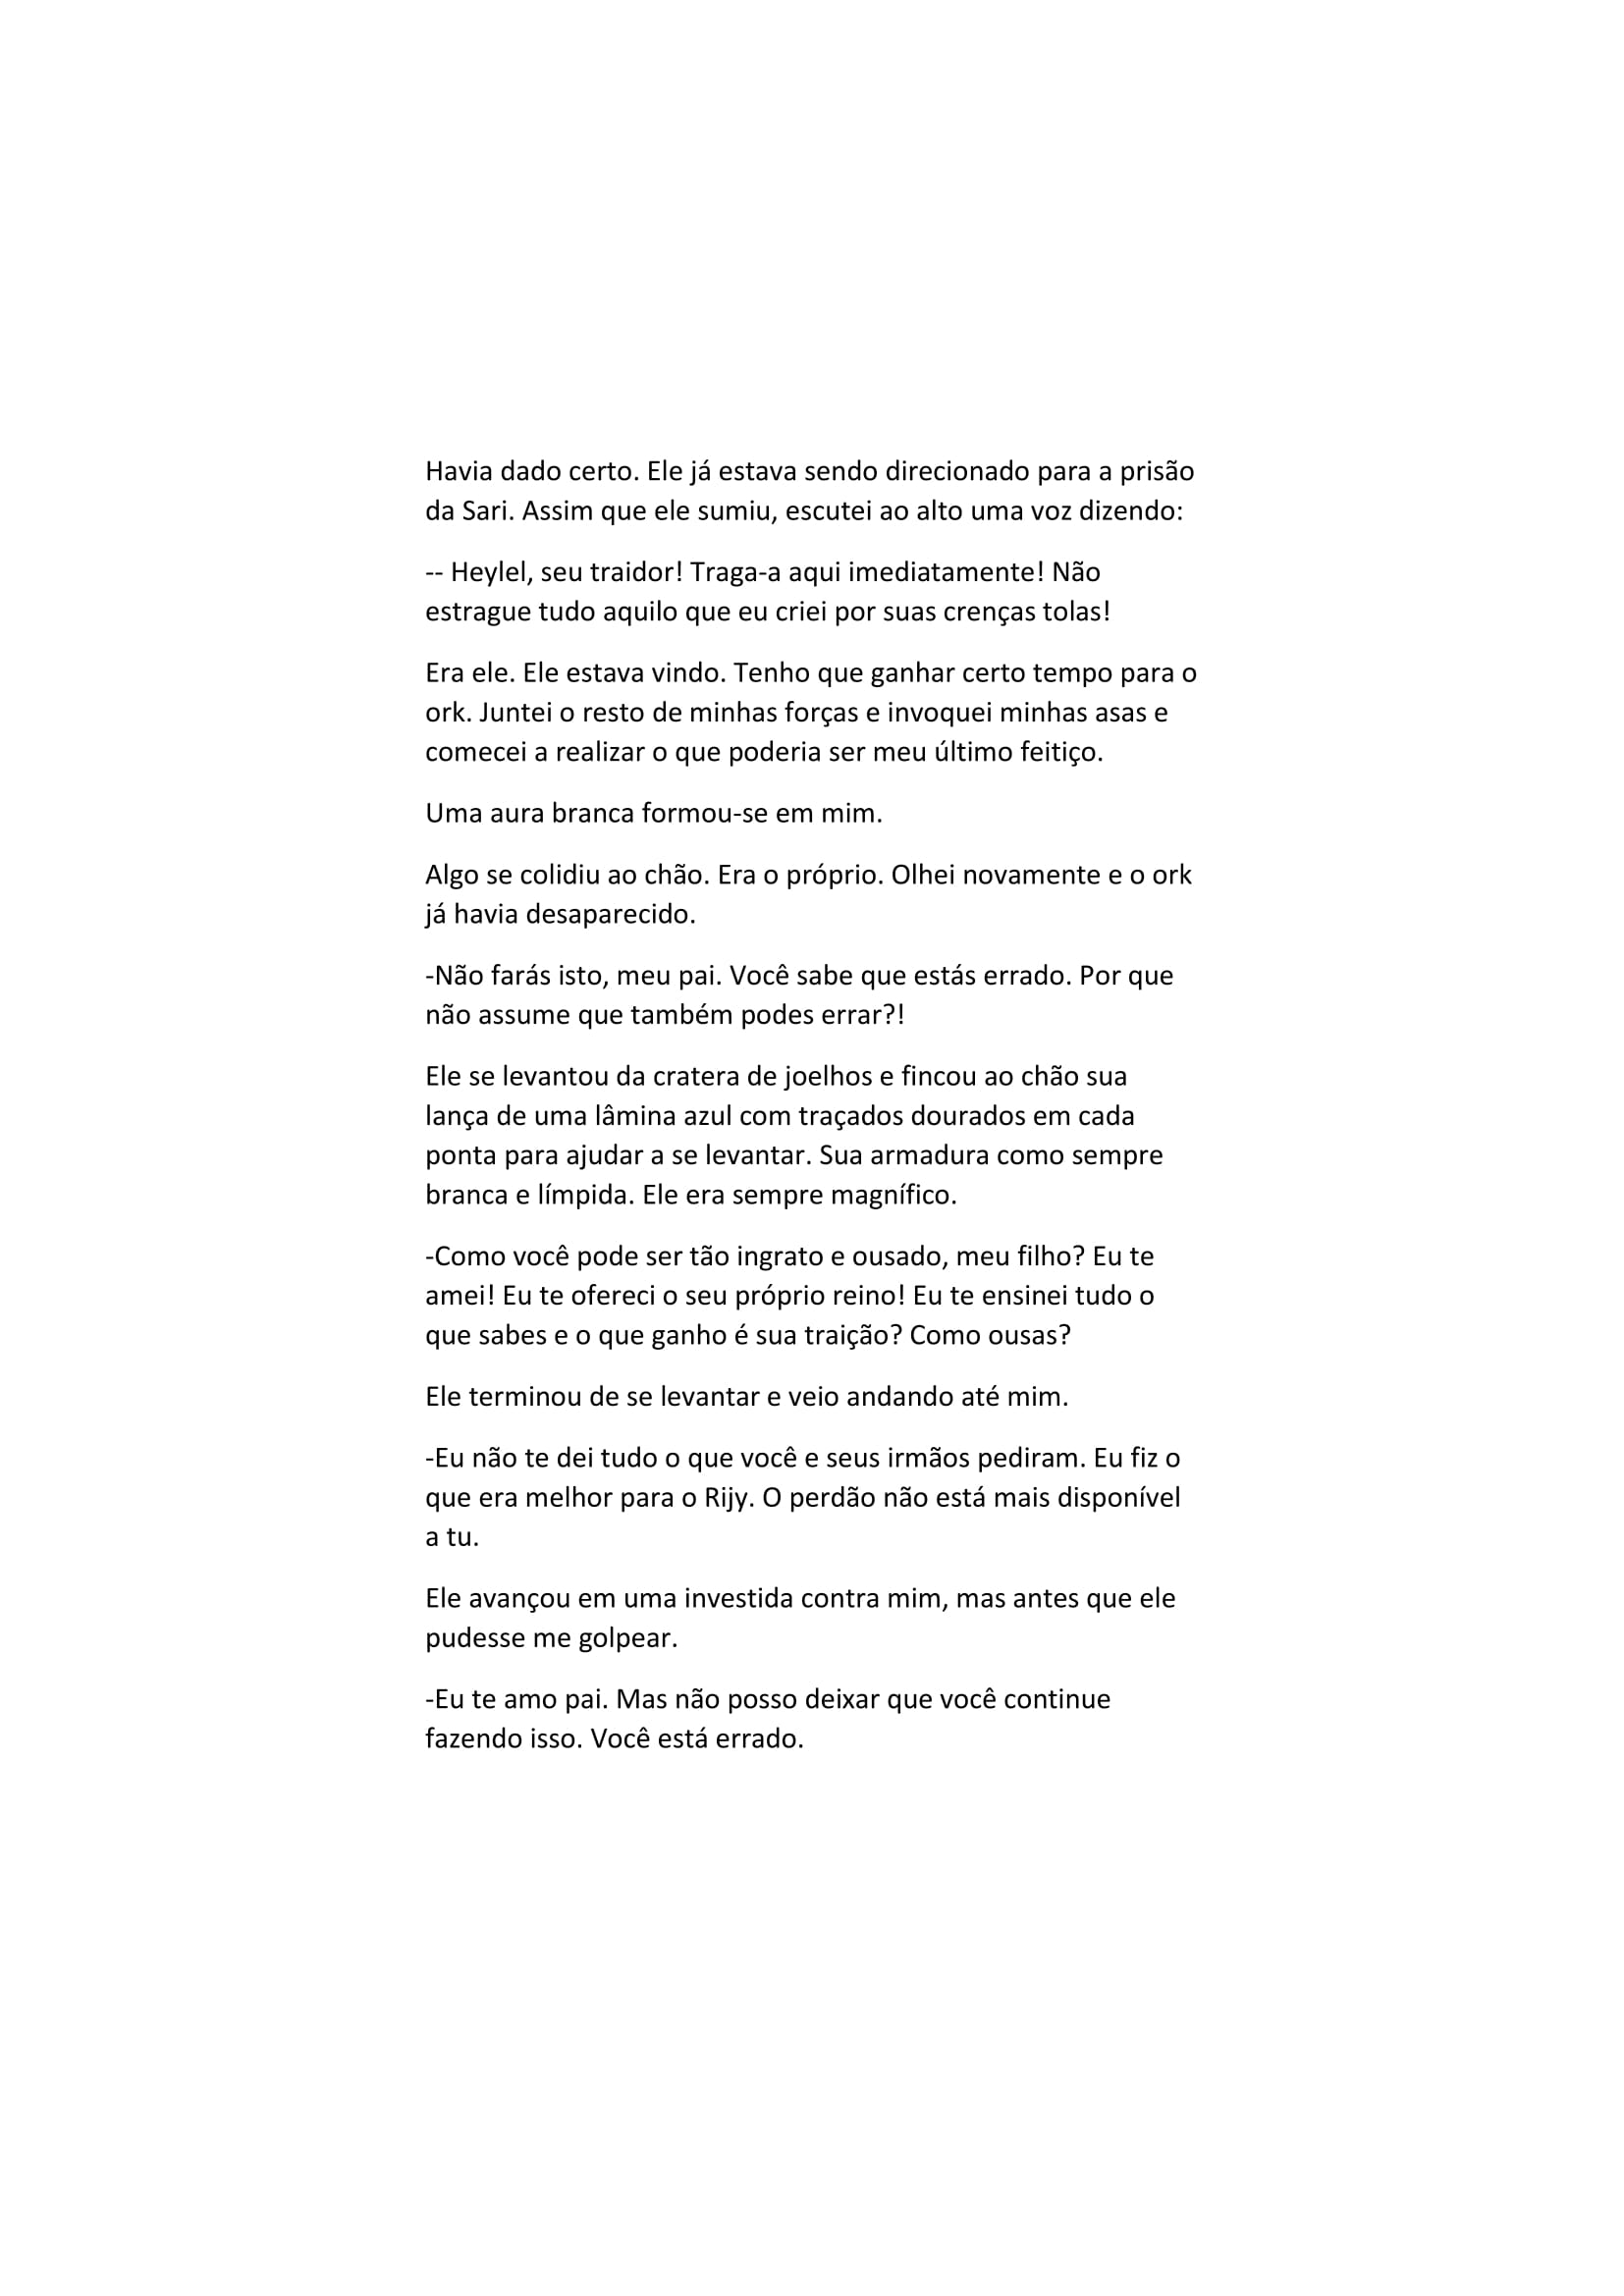 Havia dado certo. Ele já estava sendo direcionado para a prisão
da Sari. Assim que ele sumiu, escutei ao alto uma voz dizendo:
-- Heylel, seu traidor! Traga-a aqui imediatamente! Não
estrague tudo aquilo que eu criei por suas crenças tolas!
Era ele. Ele estava vindo. Tenho que ganhar certo tempo para o
ork. Juntei o resto de minhas forças e invoquei minhas asas e
comecei a realizar o que poderia ser meu último feitiço.
Uma aura branca formou-se em mim.
Algo se colidiu ao chão. Era o próprio. Olhei novamente e o ork
já havia desaparecido.
-Não farás isto, meu pai. Você sabe que estás errado. Por que
não assume que também podes errar?!
Ele se levantou da cratera de joelhos e fincou ao chão sua
lança de uma lâmina azul com traçados dourados em cada
ponta para ajudar a se levantar. Sua armadura como sempre
branca e límpida. Ele era sempre magnífico.
-Como você pode ser tão ingrato e ousado, meu filho? Eu te
amei! Eu te ofereci o seu próprio reino! Eu te ensinei tudo o
que sabes e o que ganho é sua traição? Como ousas?
Ele terminou de se levantar e veio andando até mim.
-Eu não te dei tudo o que você e seus irmãos pediram. Eu fiz o
que era melhor para o Rijy. O perdão não está mais disponível
a tu.
Ele avançou em uma investida contra mim, mas antes que ele
pudesse me golpear.
-Eu te amo pai. Mas não posso deixar que você continue
fazendo isso. Você está errado.